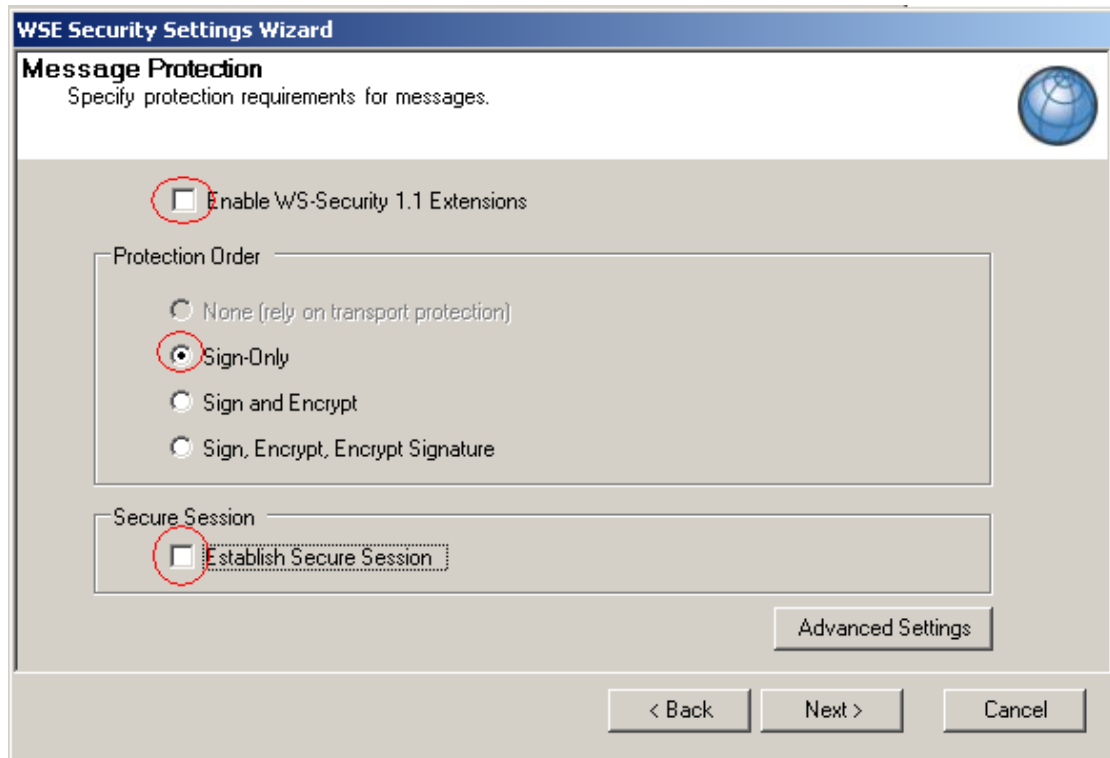 WSE Security Settings Wizard
Message Protection
Specify protection requirements for messages.
Enable WS-Security 1.1 Extensions
Protection Order
None (rely on transport protection)
Sign-Only
Sign and Encrypt
Sign, Encrypt, Encrypt Signature
Secure Session
Establish Secure Session
Advanced Settings
< Back Next > Cancel